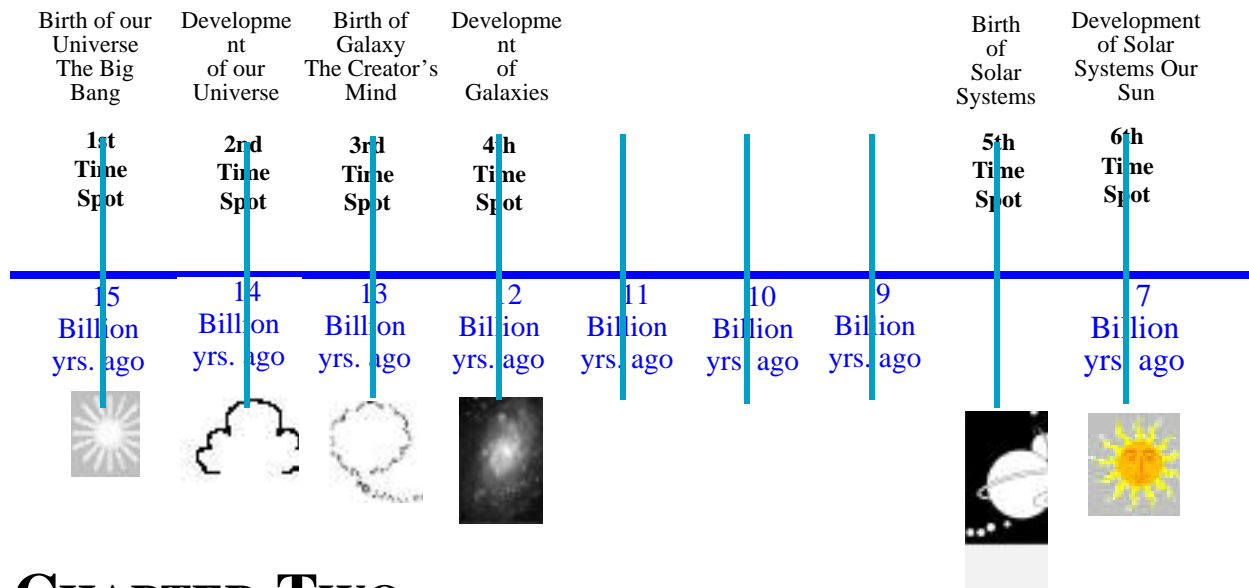 Birth of our
Universe
The Big
Bang
Developme
nt
of our
Universe
Birth of
Galaxy
The Creator’s
Mind
Developme
nt
of
Galaxies
Birth
of
Solar
Systems
Development
of Solar
Systems Our
Sun
1st
Time
Spot
2nd
Time
Spot
3rd
Time
Spot
4th
Time
Spot
5th
Time
Spot
6th
Time
Spot
15
Billion
yrs. ago
14
Billion
yrs. ago
13
Billion
yrs. ago
12
Billion
yrs. ago
11
Billion
yrs. ago
10
Billion
yrs. ago
9
Billion
yrs. ago
7
Billion
yrs. ago
CHAPTER TWO